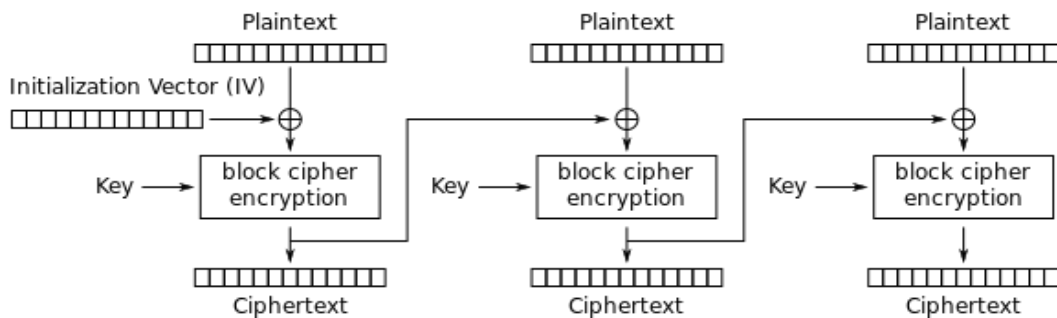 Plaintext
Plaintext
Plaintext
Initialization Vector (IV)
Key
block cipher
encryption
Key
block cipher
encryption
Key
block cipher
encryption
Ciphertext
Ciphertext
Ciphertext